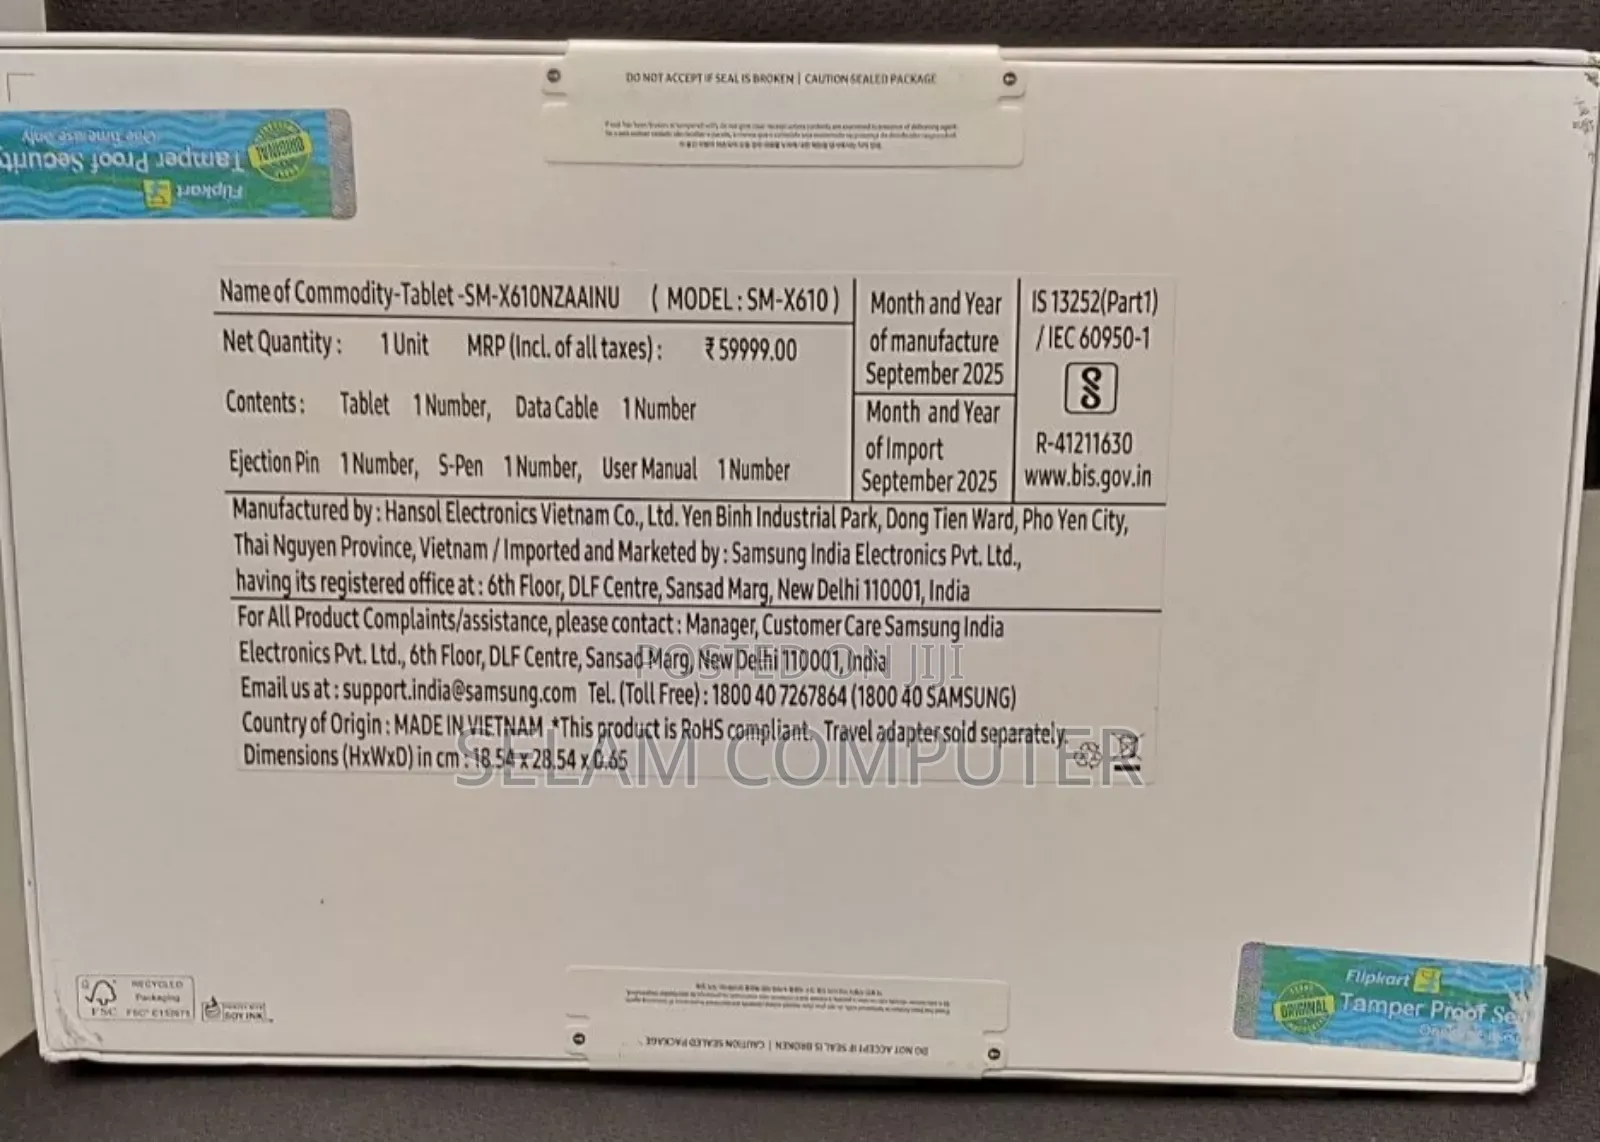 DO NOT ACCEPT IF SEAL IS BROKEN | CAUTION SEALED PACKAGE
One time use only
Tamper Proof Security
ORIGINAL
Flipkart
Name of Commodity-Tablet -SM-X610NZAAINU ( MODEL : SM-X610 )
Net Quantity : 1 Unit MRP (Incl. of all taxes) : ₹ 59999.00
Contents : Tablet 1 Number, Data Cable 1 Number
Ejection Pin 1 Number, S-Pen 1 Number, User Manual 1 Number
Month and Year
of manufacture
September 2025
Month and Year
of Import
September 2025
IS 13252(Part1)
/ IEC 60950-1
R-41211630
www.bis.gov.in
Manufactured by : Hansol Electronics Vietnam Co., Ltd. Yen Binh Industrial Park, Dong Tien Ward, Pho Yen City,
Thai Nguyen Province, Vietnam / Imported and Marketed by : Samsung India Electronics Pvt. Ltd.,
having its registered office at : 6th Floor, DLF Centre, Sansad Marg, New Delhi 110001, India
For All Product Complaints/assistance, please contact : Manager, Customer Care Samsung India
Electronics Pvt. Ltd., 6th Floor, DLF Centre, Sansad Marg, New Delhi 110001, India
POSTED ON JIJI
Email us at : support.india@samsung.com Tel. (Toll Free) : 1800 40 7267864 (1800 40 SAMSUNG)
Country of Origin : MADE IN VIETNAM *This product is RoHS compliant. Travel adapter sold separately.
SELAM COMPUTER
Dimensions (HxWxD) in cm : 18.54 x 28.54 x 0.65
RECYCLED
Packaging
FSC
SOY INK
Flipkart
ORIGINAL
Tamper Proof
DO NOT ACCEPT IF SEAL IS BROKEN | CAUTION SEALED PACKAGE